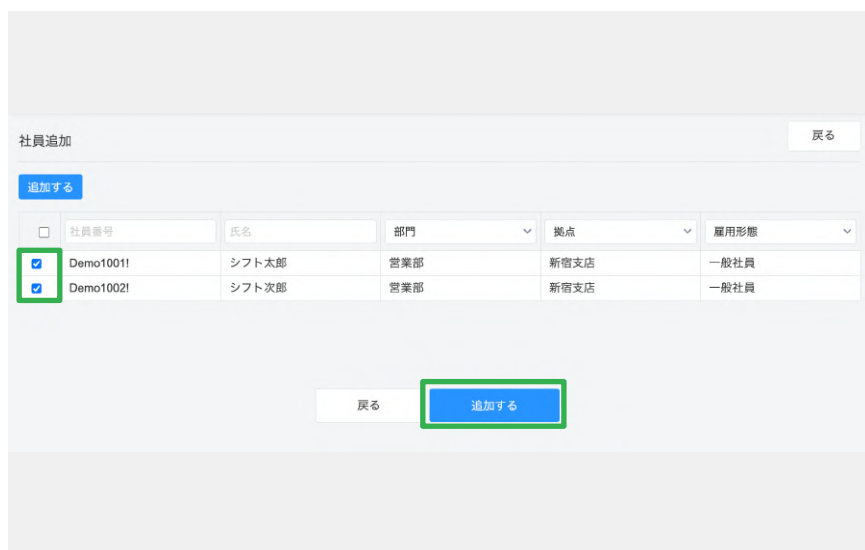 社員追加 戻る
追加する
社員番号 氏名 部門 拠点 雇用形態
Demo1001! シフト太郎 営業部 新宿支店 一般社員
Demo1002! シフト次郎 営業部 新宿支店 一般社員
戻る 追加する